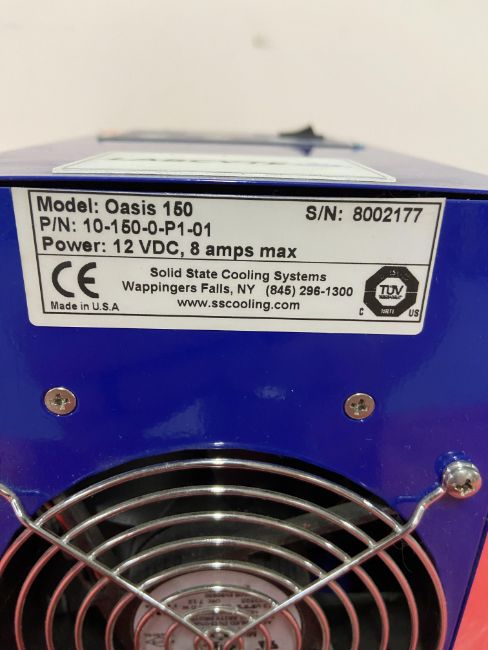 Model: Oasis 150
S/N: 8002177
P/N: 10-150-0-P1-01
Power: 12 VDC, 8 amps max
CE
Made in U.S.A
Solid State Cooling Systems
Wappingers Falls, NY (845) 296-1300
www.sscooling.com
TÜV
C US